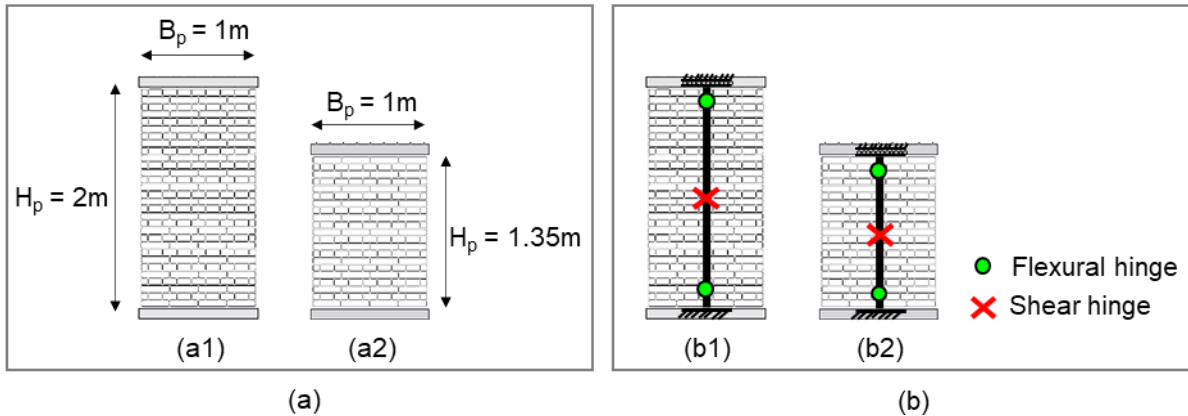 Bₚ = 1m
Bₚ = 1m
Hₚ = 2m
Hₚ = 1.35m
(a1)
(a2)
Flexural hinge
Shear hinge
(b1)
(b2)
(a)
(b)